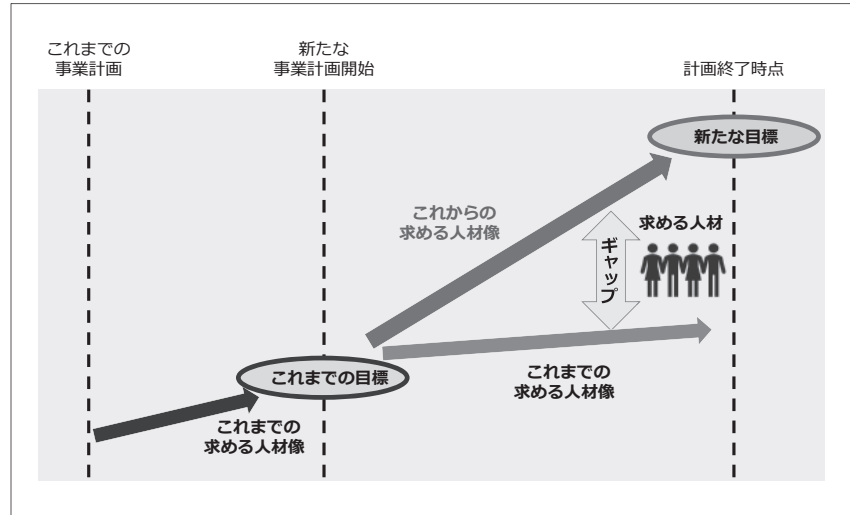 これまでの
事業計画
新たな
事業計画開始
計画終了時点
新たな目標
これからの
求める人材像
求める人材
ギャップ
これまでの目標
これまでの
求める人材像
これまでの
求める人材像